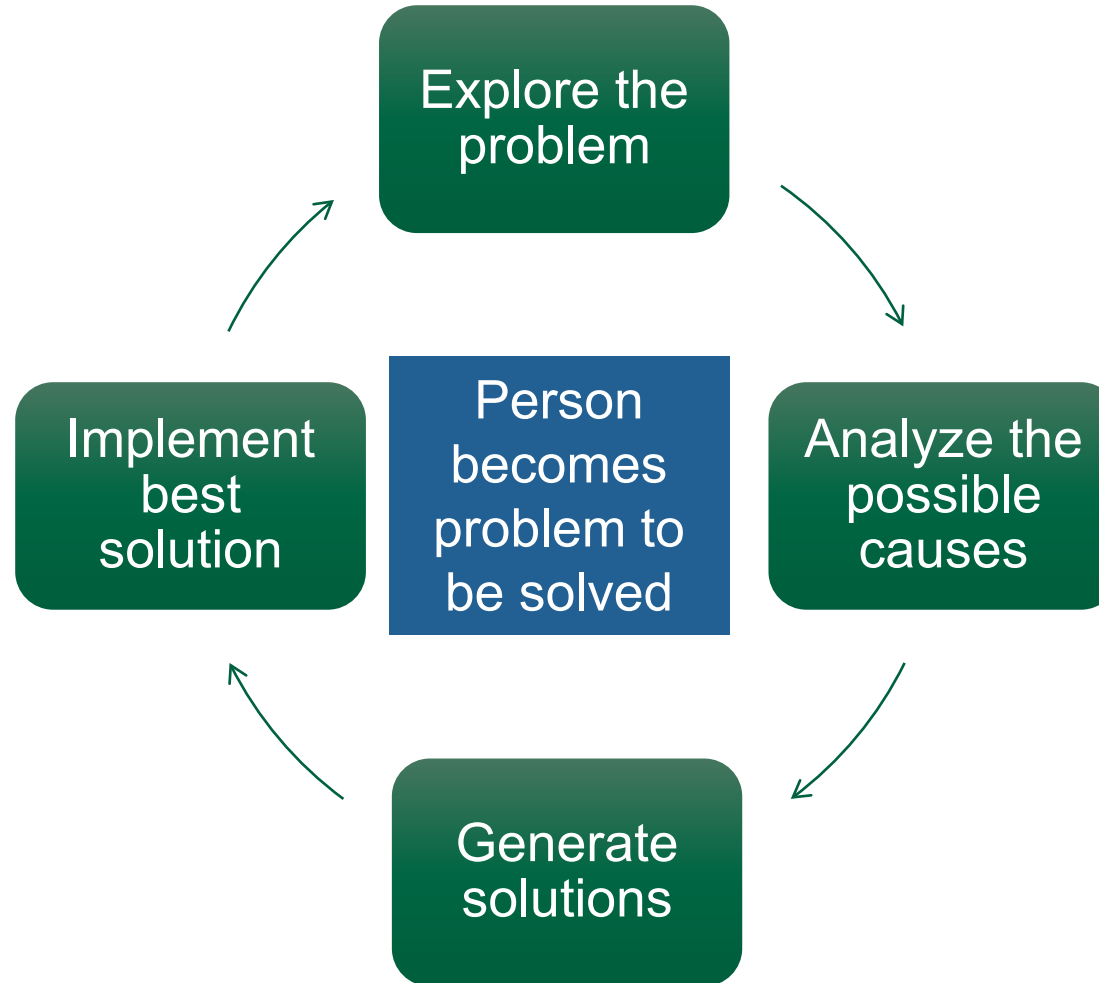 Explore the
problem
Analyze the
possible
causes
Generate
solutions
Implement
best
solution
Person
becomes
problem to
be solved